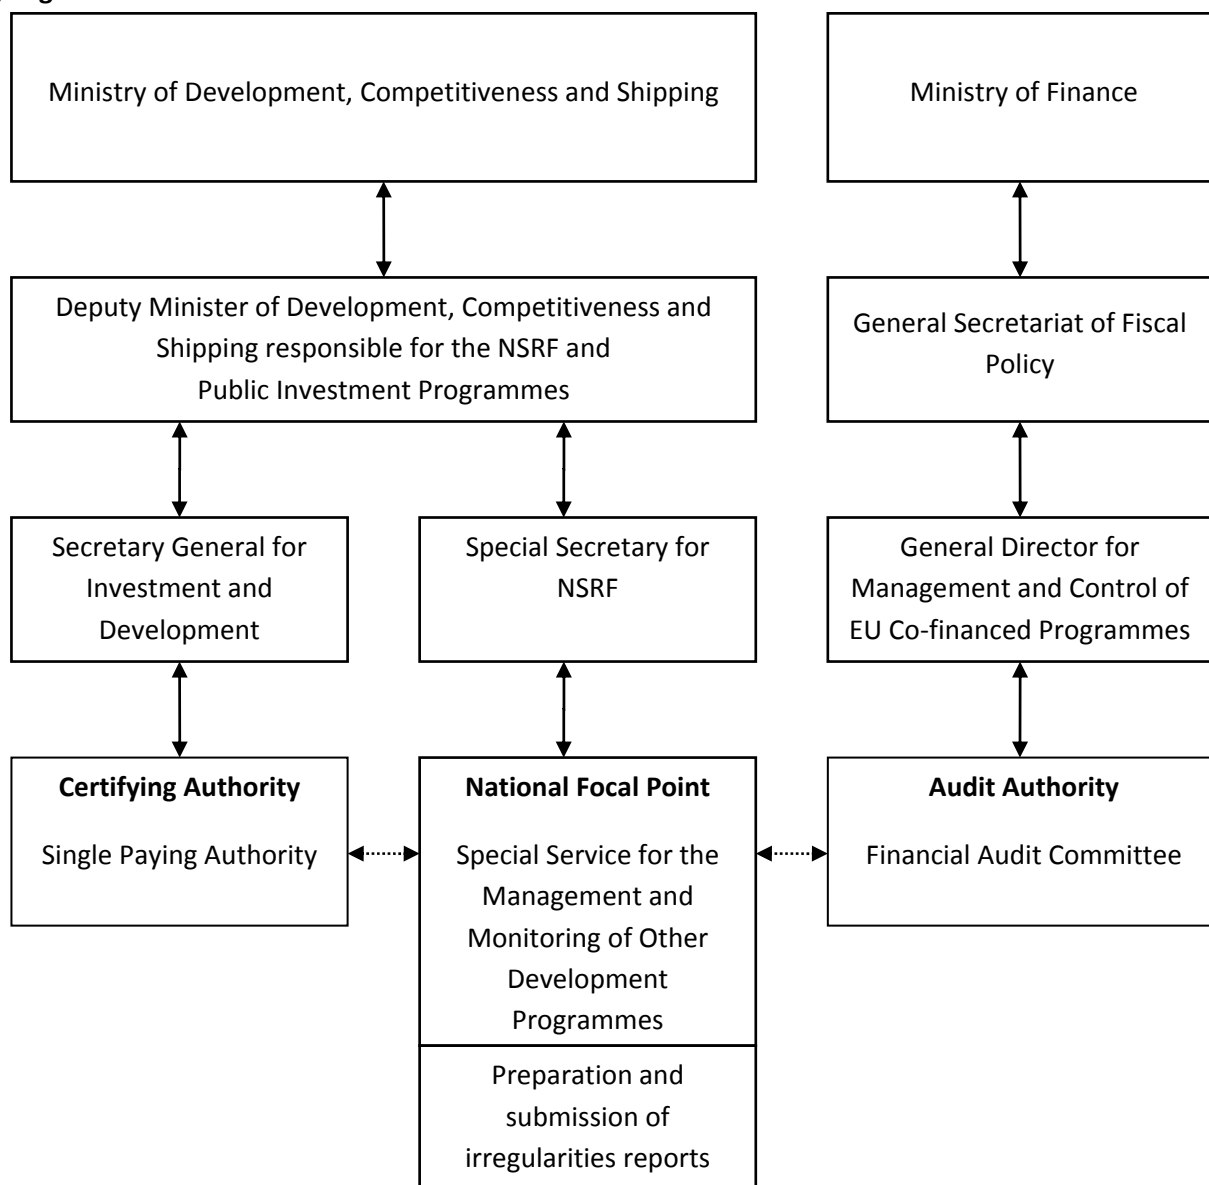 Ministry of Development, Competitiveness and Shipping
Ministry of Finance
Deputy Minister of Development, Competitiveness and
Shipping responsible for the NSRF and
Public Investment Programmes
General Secretariat of Fiscal
Policy
Secretary General for
Investment and
Development
Special Secretary for
NSRF
General Director for
Management and Control of
EU Co-financed Programmes
Certifying Authority
Single Paying Authority
National Focal Point
Special Service for the
Management and
Monitoring of Other
Development
Programmes
Preparation and
submission of
irregularities reports
Audit Authority
Financial Audit Committee